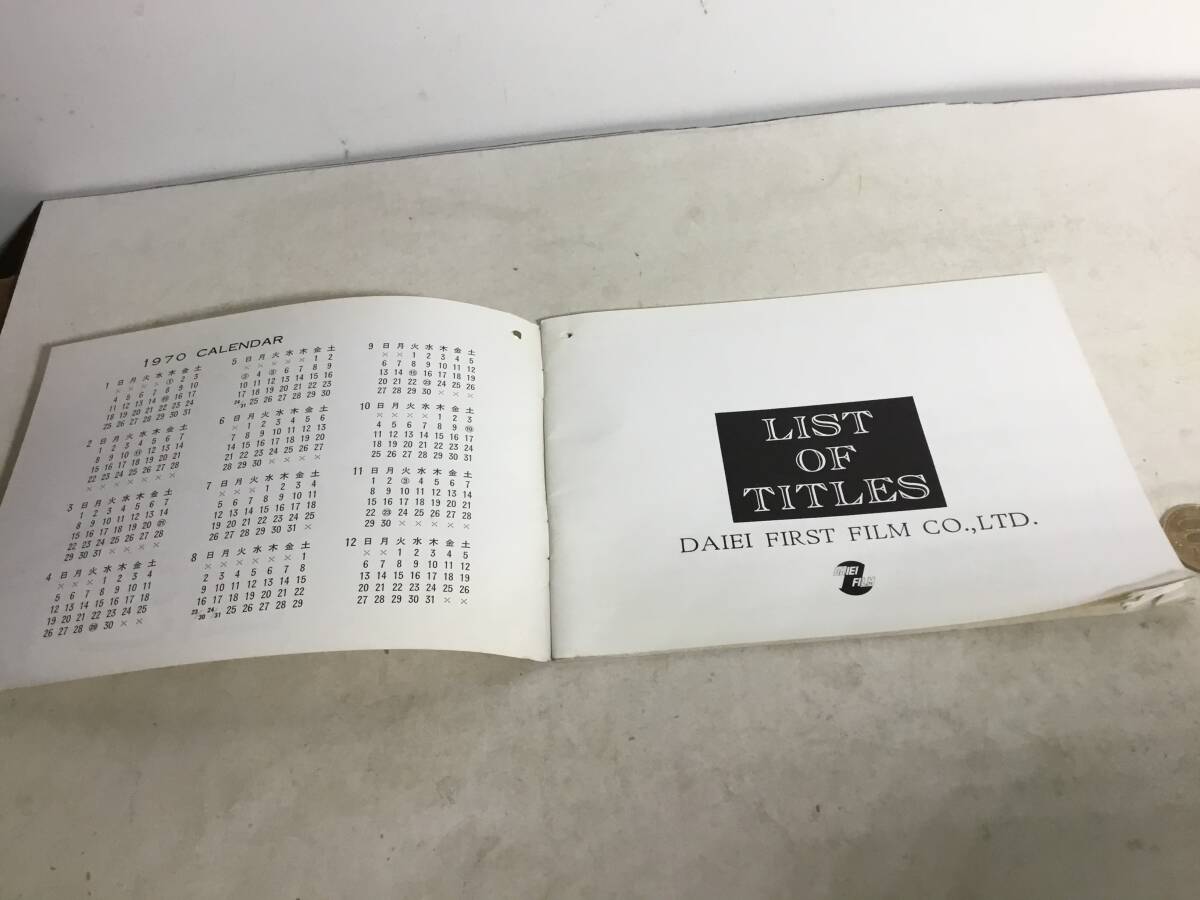 1970 CALENDAR
1 日 月 火 水 木 金 土
× × × × ① 2 3
4 5 6 7 8 9 10
11 12 13 14 ⑮ 16 17
18 19 20 21 22 23 24
25 26 27 28 29 30 31
2 日 月 火 水 木 金 土
1 2 3 4 5 6 7
8 9 10 ⑪ 12 13 14
15 16 17 18 19 20 21
22 23 24 25 26 27 28
× × × × × × ×
3 日 月 火 水 木 金 土
1 2 3 4 5 6 7
8 9 10 11 12 13 14
15 16 17 18 19 20 ㉑
22 23 24 25 26 27 28
29 30 31 × × × ×
4 日 月 火 水 木 金 土
× × × 1 2 3 4
5 6 7 8 9 10 11
12 13 14 15 16 17 18
19 20 21 22 23 24 25
26 27 28 ㉙ 30 × ×
5 日 月 火 水 木 金 土
× × × × × 1 2
③ 4 ⑤ 6 7 8 9
10 11 12 13 14 15 16
17 18 19 20 21 22 23
24/31 25 26 27 28 29 30
6 日 月 火 水 木 金 土
× 1 2 3 4 5 6
7 8 9 10 11 12 13
14 15 16 17 18 19 20
21 22 23 24 25 26 27
28 29 30 × × × ×
7 日 月 火 水 木 金 土
× × × 1 2 3 4
5 6 7 8 9 10 11
12 13 14 15 16 17 18
19 20 21 22 23 24 25
26 27 28 29 30 31 ×
8 日 月 火 水 木 金 土
× × × × × × 1
2 3 4 5 6 7 8
9 10 11 12 13 14 15
16 17 18 19 20 21 22
23/30 24/31 25 26 27 28 29
9 日 月 火 水 木 金 土
× × 1 2 3 4 5
6 7 8 9 10 11 12
13 14 ⑮ 16 17 18 19
20 21 22 ㉓ 24 25 26
27 28 29 30 × × ×
10 日 月 火 水 木 金 土
× × × × 1 2 3
4 5 6 7 8 9 ⑩
11 12 13 14 15 16 17
18 19 20 21 22 23 24
25 26 27 28 29 30 31
11 日 月 火 水 木 金 土
1 2 ③ 4 5 6 7
8 9 10 11 12 13 14
15 16 17 18 19 20 21
22 ㉓ 24 25 26 27 28
29 30 × × × × ×
12 日 月 火 水 木 金 土
× × 1 2 3 4 5
6 7 8 9 10 11 12
13 14 15 16 17 18 19
20 21 22 23 24 25 26
27 28 29 30 31 × ×
LIST
OF
TITLES
DAIEI FIRST FILM CO.,LTD.
DAIEI
FILM